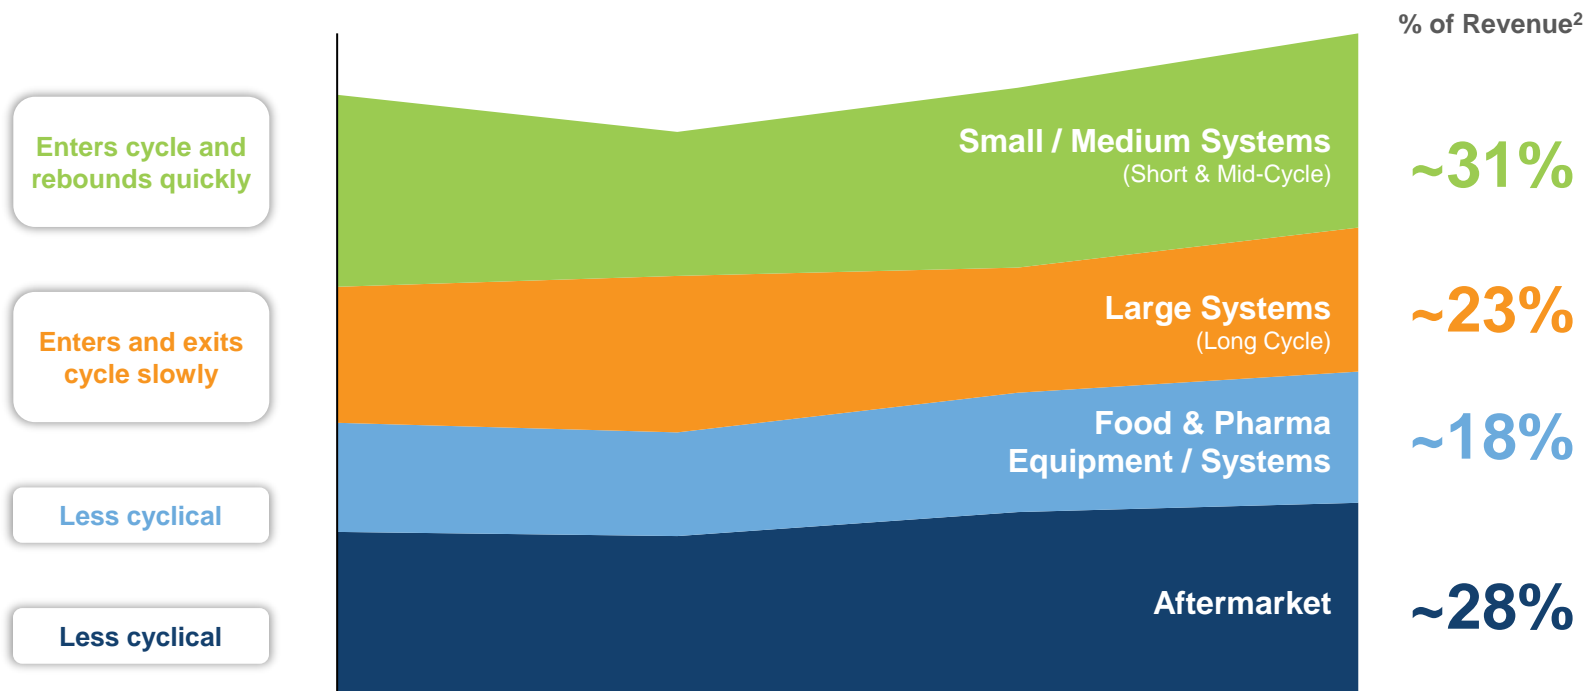 % of Revenue²
Enters cycle and
rebounds quickly
Small / Medium Systems
(Short & Mid-Cycle)
~31%
Enters and exits
cycle slowly
Large Systems
(Long Cycle)
~23%
Less cyclical
Food & Pharma
Equipment / Systems
~18%
Less cyclical
Aftermarket
~28%